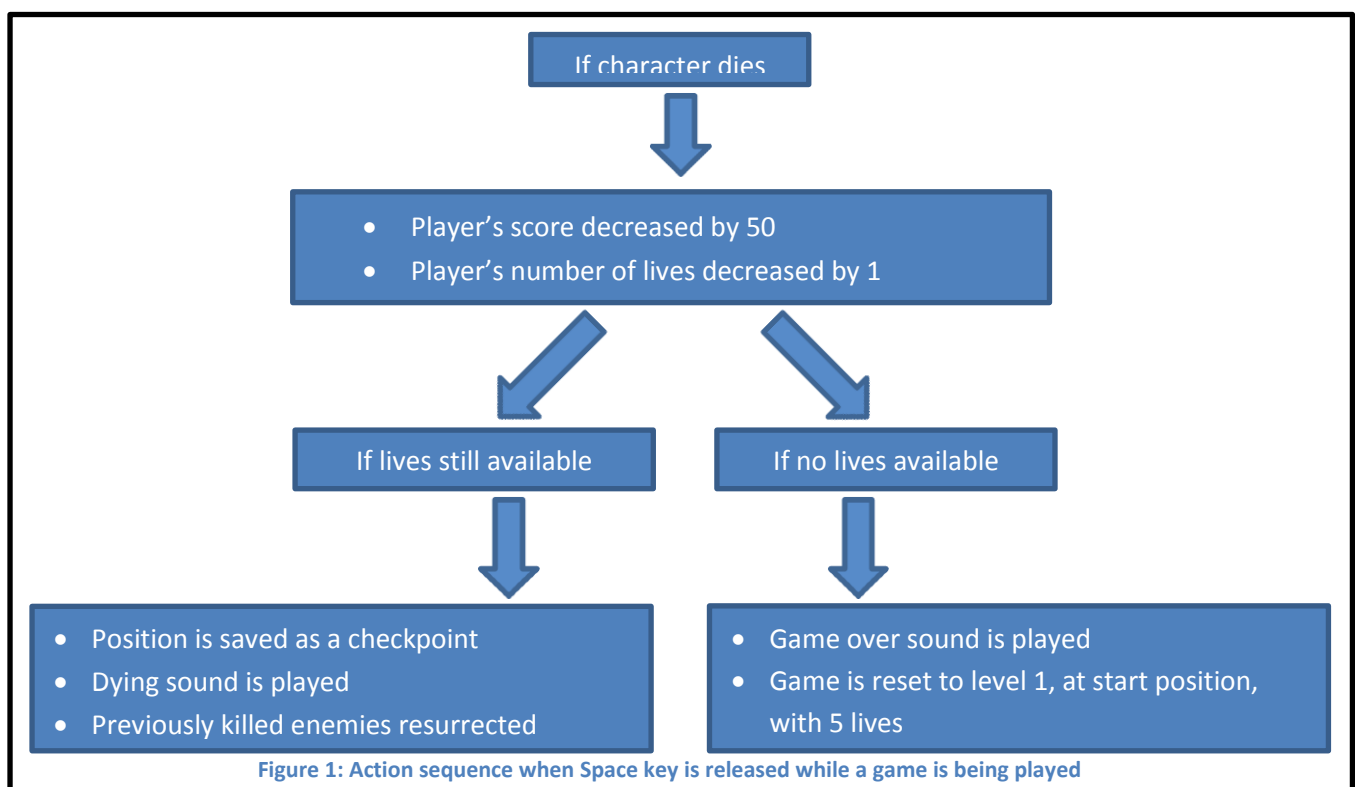 If character dies
• Player’s score decreased by 50
• Player’s number of lives decreased by 1
If lives still available
If no lives available
• Position is saved as a checkpoint
• Dying sound is played
• Previously killed enemies resurrected
• Game over sound is played
• Game is reset to level 1, at start position,
with 5 lives
Figure 1: Action sequence when Space key is released while a game is being played